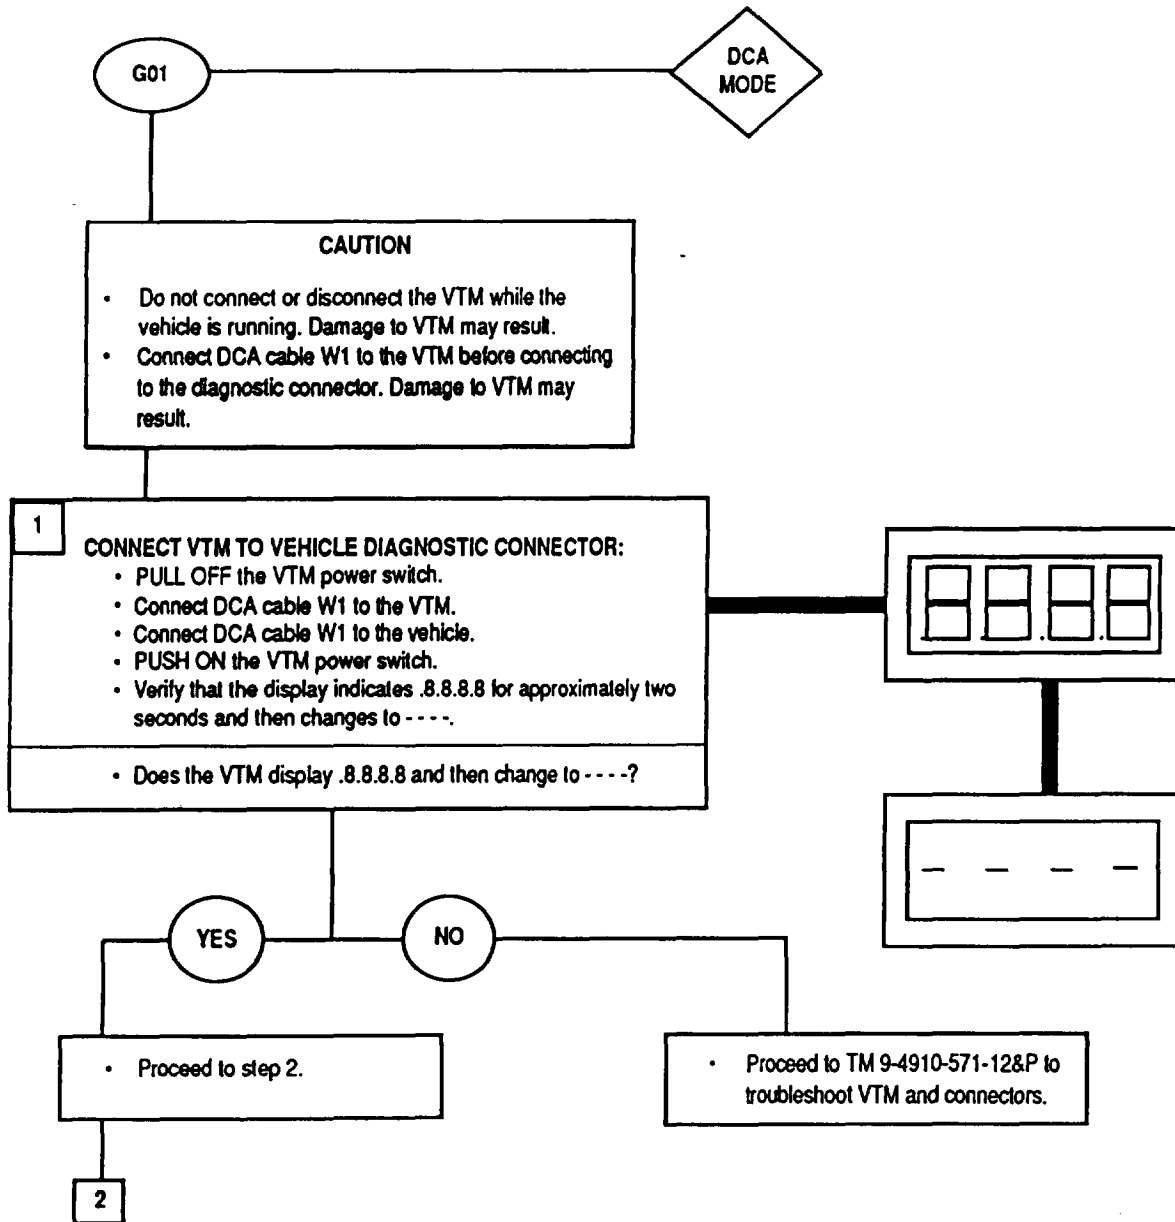 G01
DCA
MODE
CAUTION
• Do not connect or disconnect the VTM while the
vehicle is running. Damage to VTM may result.
• Connect DCA cable W1 to the VTM before connecting
to the diagnostic connector. Damage to VTM may
result.
1
CONNECT VTM TO VEHICLE DIAGNOSTIC CONNECTOR:
• PULL OFF the VTM power switch.
• Connect DCA cable W1 to the VTM.
• Connect DCA cable W1 to the vehicle.
• PUSH ON the VTM power switch.
• Verify that the display indicates .8.8.8.8 for approximately two
seconds and then changes to - - - -.
• Does the VTM display .8.8.8.8 and then change to - - - -?
.8.8.8.8
- - - -
YES
NO
• Proceed to step 2.
• Proceed to TM 9-4910-571-12&P to
troubleshoot VTM and connectors.
2